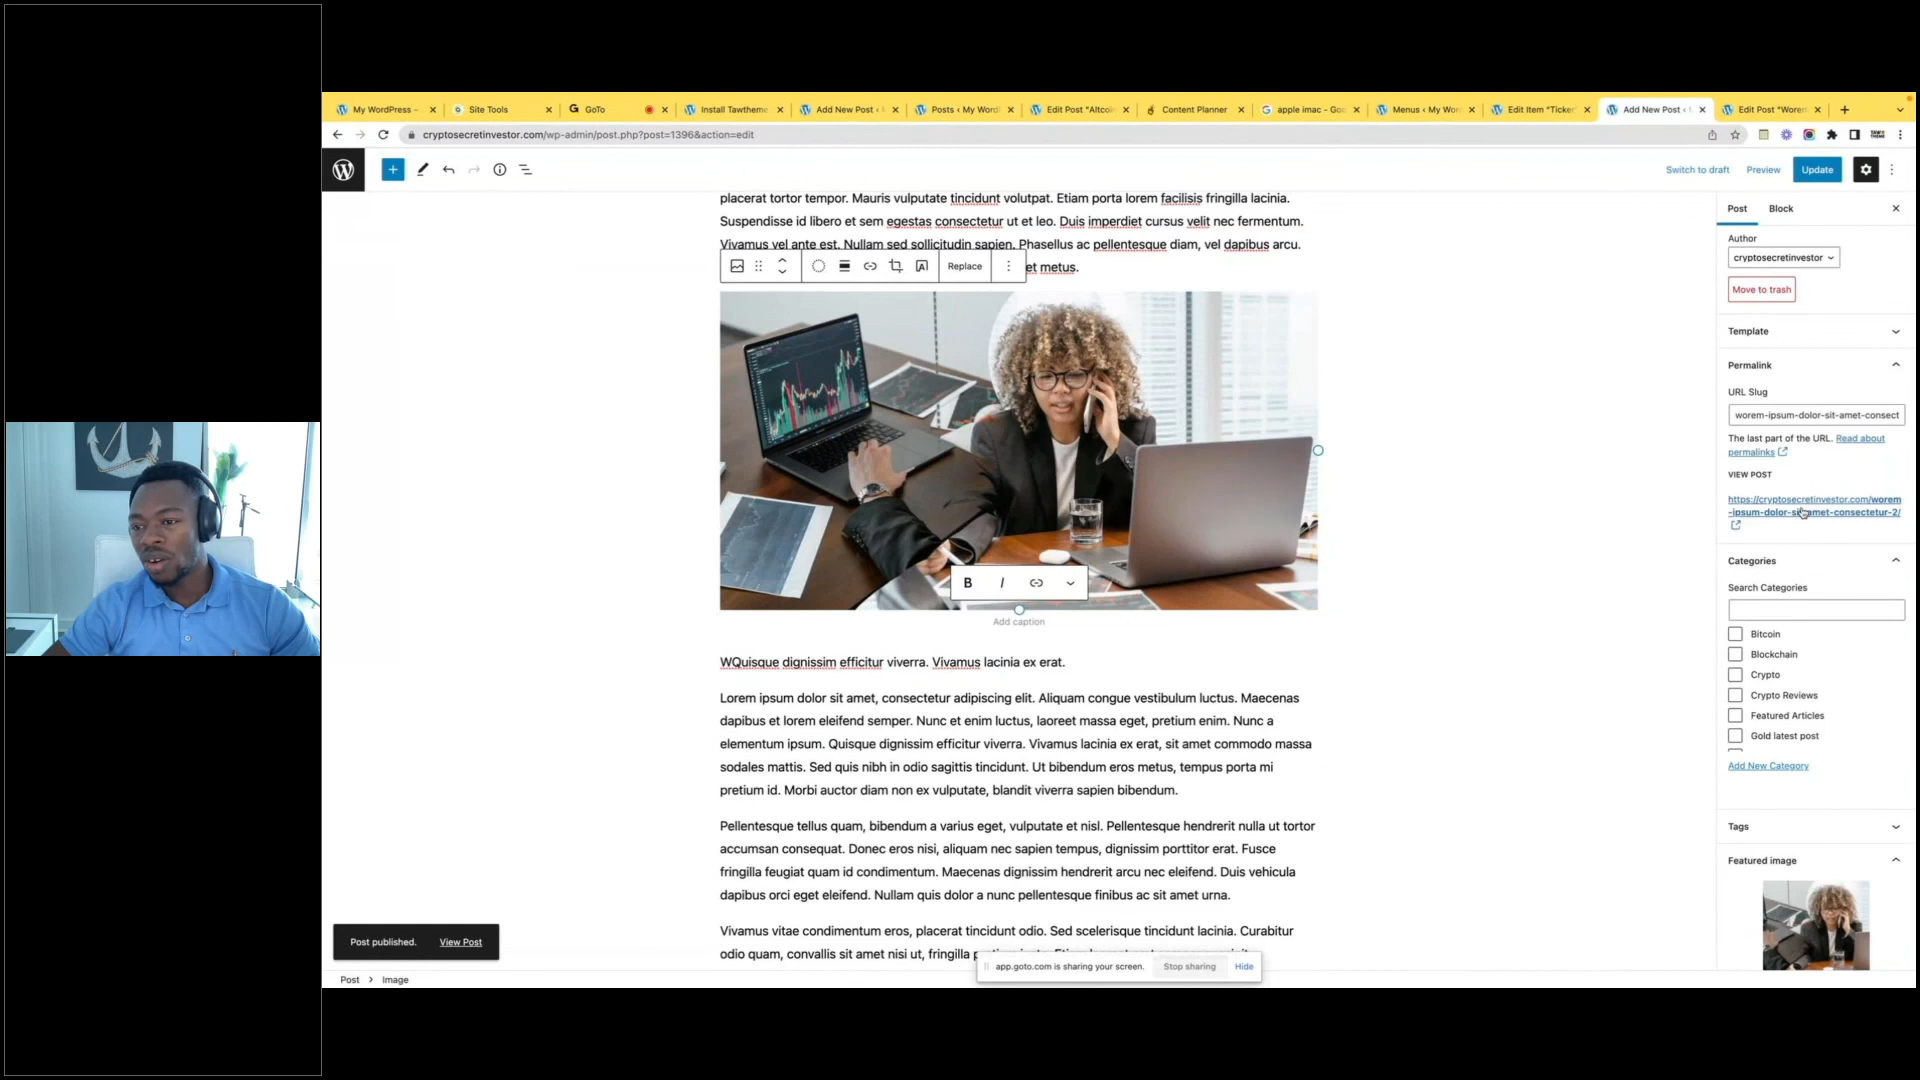 My WordPress –
Site Tools
GoTo
Install Tawtheme
Add New Post ‹
Posts ‹ My Word
Edit Post "Altcoi
Content Planner
apple imac - Goo
Menus ‹ My Wor
Edit Item "Ticker
Add New Post ‹
Edit Post "Worem
cryptosecretinvestor.com/wp-admin/post.php?post=1396&action=edit
Switch to draft
Preview
Update
placerat tortor tempor. Mauris vulputate tincidunt volutpat. Etiam porta lorem facilisis fringilla lacinia.
Suspendisse id libero et sem egestas consectetur ut et leo. Duis imperdiet cursus velit nec fermentum.
Vivamus vel ante est. Nullam sed sollicitudin sapien. Phasellus ac pellentesque diam, vel dapibus arcu.
et metus.
Replace
B I
Add caption
WQuisque dignissim efficitur viverra. Vivamus lacinia ex erat.
Lorem ipsum dolor sit amet, consectetur adipiscing elit. Aliquam congue vestibulum luctus. Maecenas
dapibus et lorem eleifend semper. Nunc et enim luctus, laoreet massa eget, pretium enim. Nunc a
elementum ipsum. Quisque dignissim efficitur viverra. Vivamus lacinia ex erat, sit amet commodo massa
sodales mattis. Sed quis nibh in odio sagittis tincidunt. Ut bibendum eros metus, tempus porta mi
pretium id. Morbi auctor diam non ex vulputate, blandit viverra sapien bibendum.
Pellentesque tellus quam, bibendum a varius eget, vulputate et nisl. Pellentesque hendrerit nulla ut tortor
accumsan consequat. Donec eros nisi, aliquam nec sapien tempus, dignissim porttitor erat. Fusce
fringilla feugiat quam id condimentum. Maecenas dignissim hendrerit arcu nec eleifend. Duis vehicula
dapibus orci eget eleifend. Nullam quis dolor a nunc pellentesque finibus ac sit amet urna.
Vivamus vitae condimentum eros, placerat tincidunt odio. Sed scelerisque tincidunt lacinia. Curabitur
odio quam, convallis sit amet nisi ut, fringilla
app.goto.com is sharing your screen.
Stop sharing
Hide
Post published.
View Post
Post
Image
Post
Block
Author
cryptosecretinvestor
Move to trash
Template
Permalink
URL Slug
worem-ipsum-dolor-sit-amet-consect
The last part of the URL. Read about
permalinks
VIEW POST
https://cryptosecretinvestor.com/worem
-ipsum-dolor-sit-amet-consectetur-2/
Categories
Search Categories
Bitcoin
Blockchain
Crypto
Crypto Reviews
Featured Articles
Gold latest post
Add New Category
Tags
Featured image